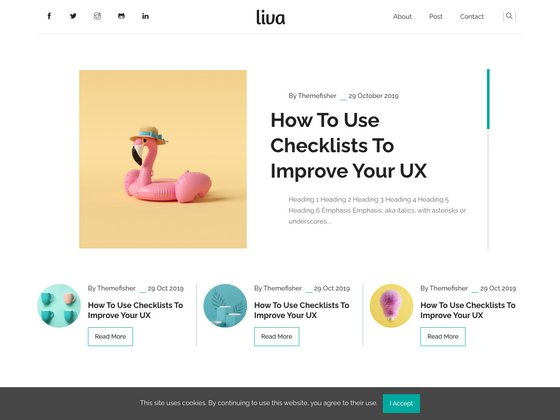 liva
About Post Contact
By Themefisher __ 29 October 2019
How To Use
Checklists To
Improve Your UX
Heading 1 Heading 2 Heading 3 Heading 4 Heading 5
Heading 6 Emphasis Emphasis, aka italics, with asterisks or
underscores....
By Themefisher __ 29 Oct 2019
How To Use Checklists To
Improve Your UX
Read More
By Themefisher __ 29 Oct 2019
How To Use Checklists To
Improve Your UX
Read More
By Themefisher __ 29 Oct 2019
How To Use Checklists To
Improve Your UX
Read More
This site uses cookies. By continuing to use this website, you agree to their use. I Accept